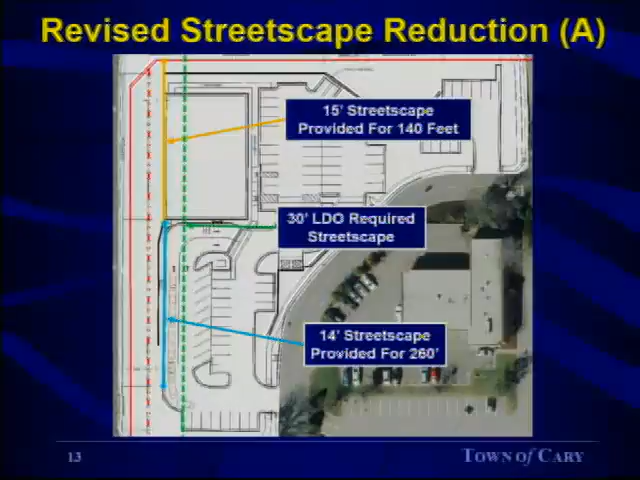 Revised Streetscape Reduction (A)
15' Streetscape
Provided For 140 Feet
30' LDO Required
Streetscape
14' Streetscape
Provided For 260'
13
TOWN of CARY